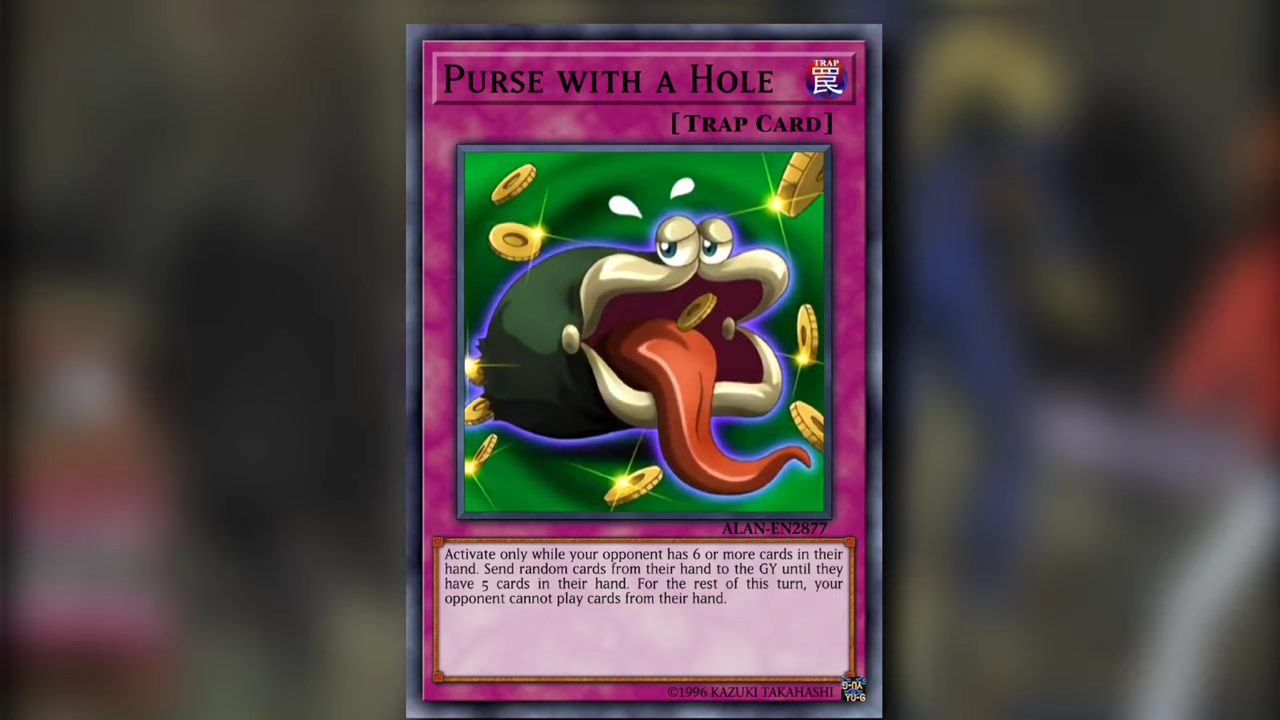 PURSE WITH A HOLE
TRAP
罠
[TRAP CARD]
ALAN-EN2877
Activate only while your opponent has 6 or more cards in their
hand. Send random cards from their hand to the GY until they
have 5 cards in their hand. For the rest of this turn, your
opponent cannot play cards from their hand.
©1996 KAZUKI TAKAHASHI